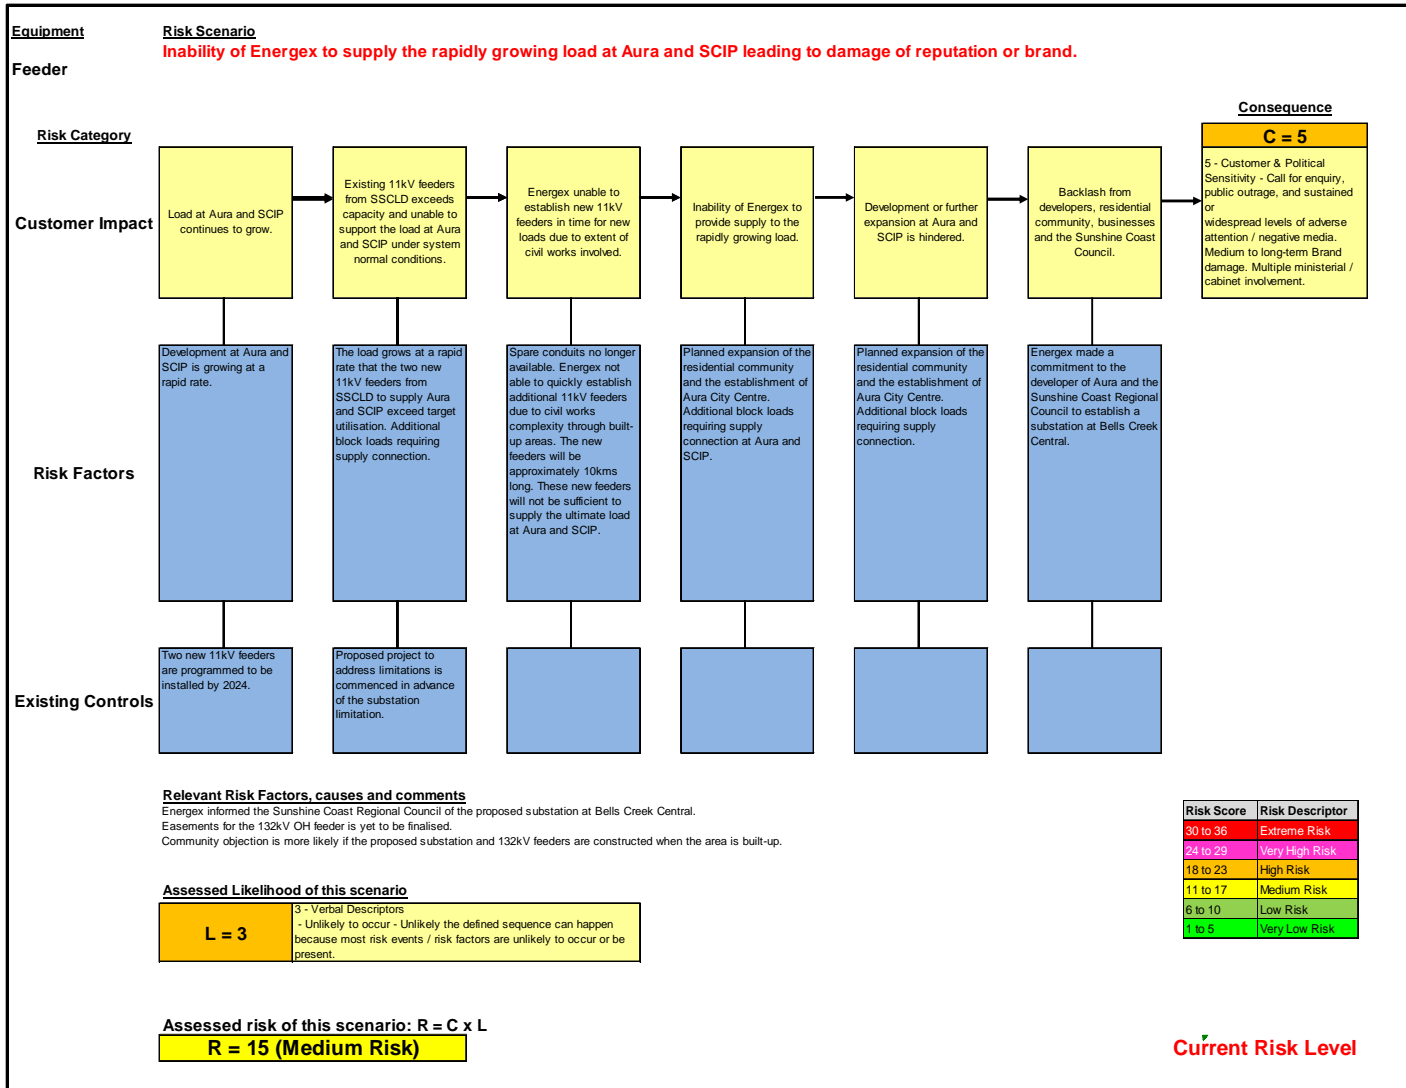 Equipment
Risk Scenario
Inability of Energex to supply the rapidly growing load at Aura and SCIP leading to damage of reputation or brand.
Feeder
Consequence
Risk Category
C = 5
Customer Impact
Load at Aura and SCIP
continues to grow.
Existing 11kV feeders
from SSCLD exceeds
capacity and unable to
support the load at Aura
and SCIP under system
normal conditions.
Energex unable to
establish new 11kV
feeders in time for new
loads due to extent of
civil works involved.
Inability of Energex to
provide supply to the
rapidly growing load.
Development or further
expansion at Aura and
SCIP is hindered.
Backlash from
developers, residential
community, businesses
and the Sunshine Coast
Council.
5 - Customer & Political
Sensitivity - Call for enquiry,
public outrage, and sustained
or
widespread levels of adverse
attention / negative media.
Medium to long-term Brand
damage. Multiple ministerial /
cabinet involvement.
Risk Factors
Development at Aura and
SCIP is growing at a
rapid rate.
The load grows at a rapid
rate that the two new
11kV feeders from
SSCLD to supply Aura
and SCIP exceed target
utilisation. Additional
block loads requiring
supply connection.
Spare conduits no longer
available. Energex not
able to quickly establish
additional 11kV feeders
due to civil works
complexity through built-
up areas. The new
feeders will be
approximately 10kms
long. These new feeders
will not be sufficient to
supply the ultimate load
at Aura and SCIP.
Planned expansion of the
residential community
and the establishment of
Aura City Centre.
Additional block loads
requiring supply
connection at Aura and
SCIP.
Planned expansion of the
residential community
and the establishment of
Aura City Centre.
Additional block loads
requiring supply
connection.
Energex made a
commitment to the
developer of Aura and the
Sunshine Coast Regional
Council to establish a
substation at Bells Creek
Central.
Existing Controls
Two new 11kV feeders
are programmed to be
installed by 2024.
Proposed project to
address limitations is
commenced in advance
of the substation
limitation.
Relevant Risk Factors, causes and comments
Energex informed the Sunshine Coast Regional Council of the proposed substation at Bells Creek Central.
Easements for the 132kV OH feeder is yet to be finalised.
Community objection is more likely if the proposed substation and 132kV feeders are constructed when the area is built-up.
Risk Score Risk Descriptor
30 to 36 Extreme Risk
24 to 29 Very High Risk
18 to 23 High Risk
11 to 17 Medium Risk
6 to 10 Low Risk
1 to 5 Very Low Risk
Assessed Likelihood of this scenario
L = 3
3 - Verbal Descriptors
- Unlikely to occur - Unlikely the defined sequence can happen
because most risk events / risk factors are unlikely to occur or be
present.
Assessed risk of this scenario: R = C x L
R = 15 (Medium Risk)
Current Risk Level